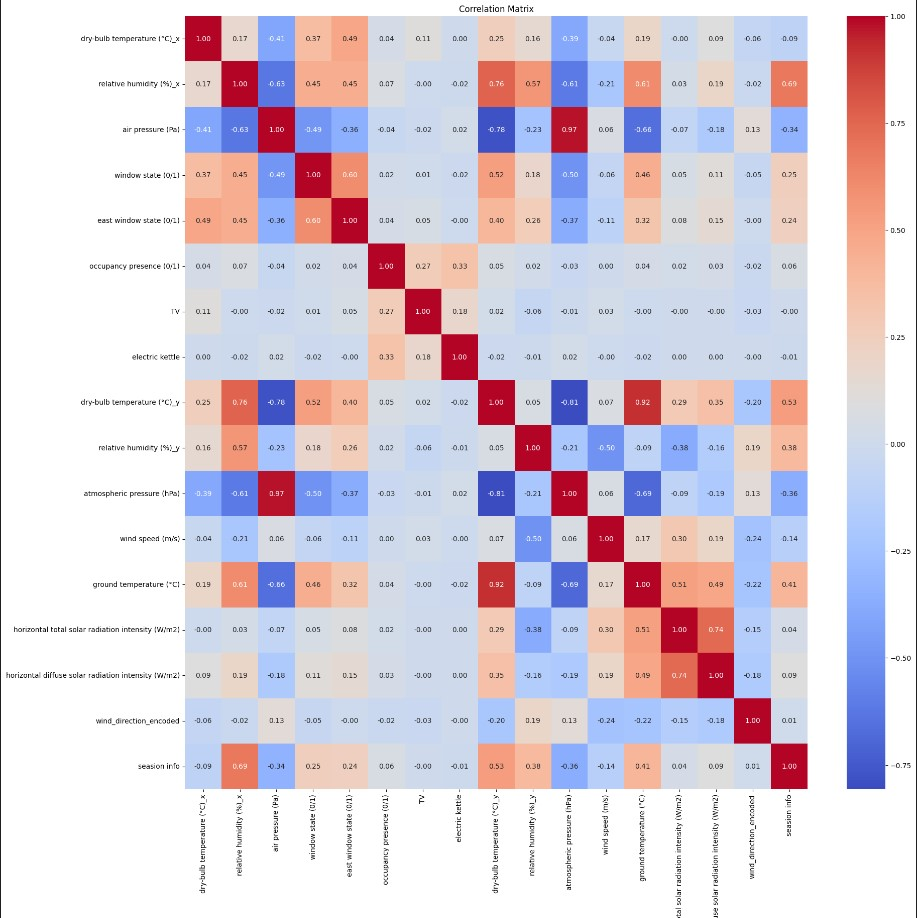 Correlation Matrix
dry-bulb temperature (°C)_x 1.00 0.17 -0.41 0.37 0.49 0.04 0.11 0.00 0.25 0.16 -0.39 -0.04 0.19 -0.00 0.09 -0.06 -0.09
relative humidity (%)_x 0.17 1.00 -0.63 0.45 0.45 0.07 -0.00 -0.02 0.76 0.57 -0.61 -0.21 0.61 0.03 0.19 -0.02 0.69
air pressure (Pa) -0.41 -0.63 1.00 -0.49 -0.36 -0.04 -0.02 0.02 -0.78 -0.23 0.97 0.06 -0.66 -0.07 -0.18 0.13 -0.34
window state (0/1) 0.37 0.45 -0.49 1.00 0.60 0.02 0.01 -0.02 0.52 0.18 -0.50 -0.06 0.46 0.05 0.11 -0.05 0.25
east window state (0/1) 0.49 0.45 -0.36 0.60 1.00 0.04 0.05 -0.00 0.40 0.26 -0.37 -0.11 0.32 0.08 0.15 -0.00 0.24
occupancy presence (0/1) 0.04 0.07 -0.04 0.02 0.04 1.00 0.27 0.33 0.05 0.02 -0.03 0.00 0.04 0.02 0.03 -0.02 0.06
TV 0.11 -0.00 -0.02 0.01 0.05 0.27 1.00 0.18 0.02 -0.06 -0.01 0.03 -0.00 -0.00 -0.00 -0.03 -0.00
electric kettle 0.00 -0.02 0.02 -0.02 -0.00 0.33 0.18 1.00 -0.02 -0.01 0.02 -0.00 -0.02 0.00 0.00 -0.00 -0.01
dry-bulb temperature (°C)_y 0.25 0.76 -0.78 0.52 0.40 0.05 0.02 -0.02 1.00 0.05 -0.81 0.07 0.92 0.29 0.35 -0.20 0.53
relative humidity (%)_y 0.16 0.57 -0.23 0.18 0.26 0.02 -0.06 -0.01 0.05 1.00 -0.21 -0.50 -0.09 -0.38 -0.16 0.19 0.38
atmospheric pressure (hPa) -0.39 -0.61 0.97 -0.50 -0.37 -0.03 -0.01 0.02 -0.81 -0.21 1.00 0.06 -0.69 -0.09 -0.19 0.13 -0.36
wind speed (m/s) -0.04 -0.21 0.06 -0.06 -0.11 0.00 0.03 -0.00 0.07 -0.50 0.06 1.00 0.17 0.30 0.19 -0.24 -0.14
ground temperature (°C) 0.19 0.61 -0.66 0.46 0.32 0.04 -0.00 -0.02 0.92 -0.09 -0.69 0.17 1.00 0.51 0.49 -0.22 0.41
horizontal total solar radiation intensity (W/m2) -0.00 0.03 -0.07 0.05 0.08 0.02 -0.00 0.00 0.29 -0.38 -0.09 0.30 0.51 1.00 0.74 -0.15 0.04
horizontal diffuse solar radiation intensity (W/m2) 0.09 0.19 -0.18 0.11 0.15 0.03 -0.00 0.00 0.35 -0.16 -0.19 0.19 0.49 0.74 1.00 -0.18 0.09
wind_direction_encoded -0.06 -0.02 0.13 -0.05 -0.00 -0.02 -0.03 -0.00 -0.20 0.19 0.13 -0.24 -0.22 -0.15 -0.18 1.00 0.01
seasion info -0.09 0.69 -0.34 0.25 0.24 0.06 -0.00 -0.01 0.53 0.38 -0.36 -0.14 0.41 0.04 0.09 0.01 1.00
dry-bulb temperature (°C)_x
relative humidity (%)_x
air pressure (Pa)
window state (0/1)
east window state (0/1)
occupancy presence (0/1)
TV
electric kettle
dry-bulb temperature (°C)_y
relative humidity (%)_y
atmospheric pressure (hPa)
wind speed (m/s)
ground temperature (°C)
solar radiation intensity (W/m2)
solar radiation intensity (W/m2)
wind_direction_encoded
seasion info
1.00
0.75
0.50
0.25
0.00
−0.25
−0.50
−0.75